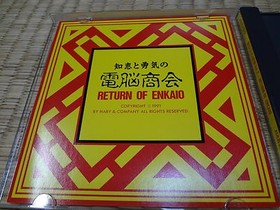 知恵と勇気の
電脳商会
RETURN OF ENKAIO
COPYRIGHT
BY HARY & COMPANY ALL RIGHTS RESERVED